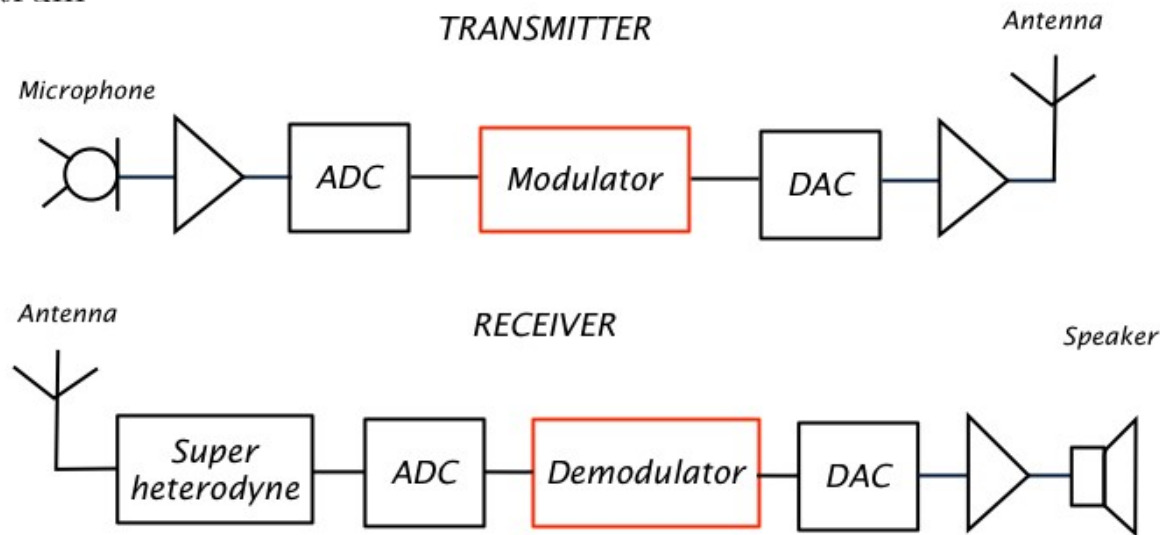 TRANSMITTER
Antenna
Microphone
ADC
Modulator
DAC
Antenna
RECEIVER
Speaker
Super
heterodyne
ADC
Demodulator
DAC